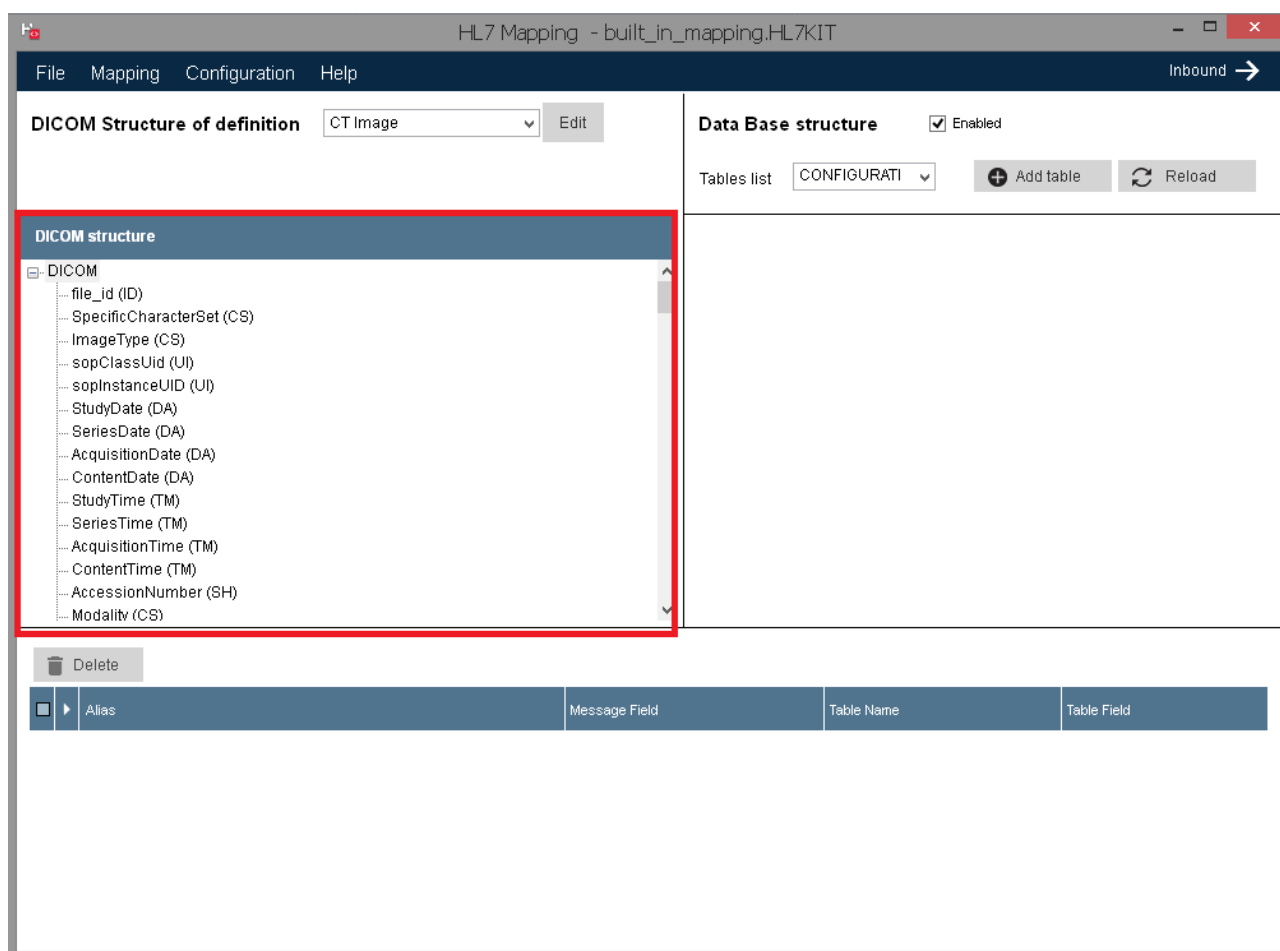 HL7 Mapping - built_in_mapping.HL7KIT
File Mapping Configuration Help
Inbound
DICOM Structure of definition
CT Image
Edit
Data Base structure
Enabled
Tables list
CONFIGURATI
Add table
Reload
DICOM structure
DICOM
file_id (ID)
SpecificCharacterSet (CS)
ImageType (CS)
sopClassUid (UI)
sopInstanceUID (UI)
StudyDate (DA)
SeriesDate (DA)
AcquisitionDate (DA)
ContentDate (DA)
StudyTime (TM)
SeriesTime (TM)
AcquisitionTime (TM)
ContentTime (TM)
AccessionNumber (SH)
Modality (CS)
Delete
Alias Message Field Table Name Table Field